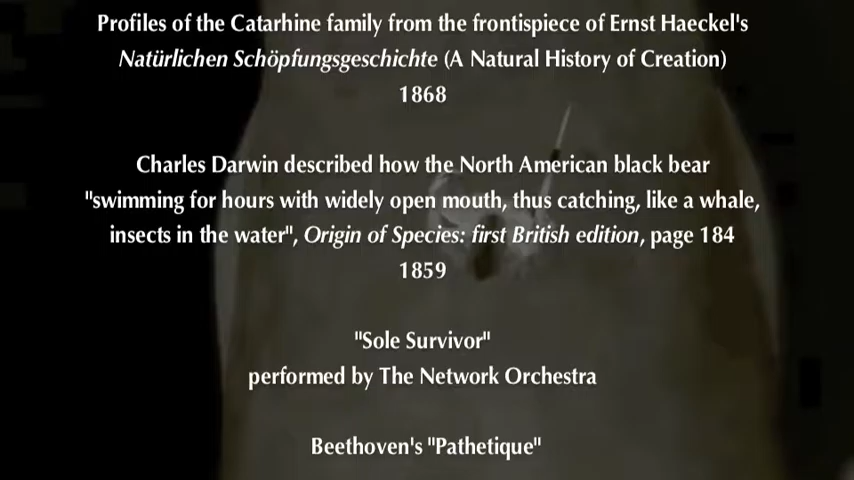 Profiles of the Catarhine family from the frontispiece of Ernst Haeckel's
Natürlichen Schöpfungsgeschichte (A Natural History of Creation)
1868
Charles Darwin described how the North American black bear
"swimming for hours with widely open mouth, thus catching, like a whale,
insects in the water", Origin of Species: first British edition, page 184
1859
"Sole Survivor"
performed by The Network Orchestra
Beethoven's "Pathetique"